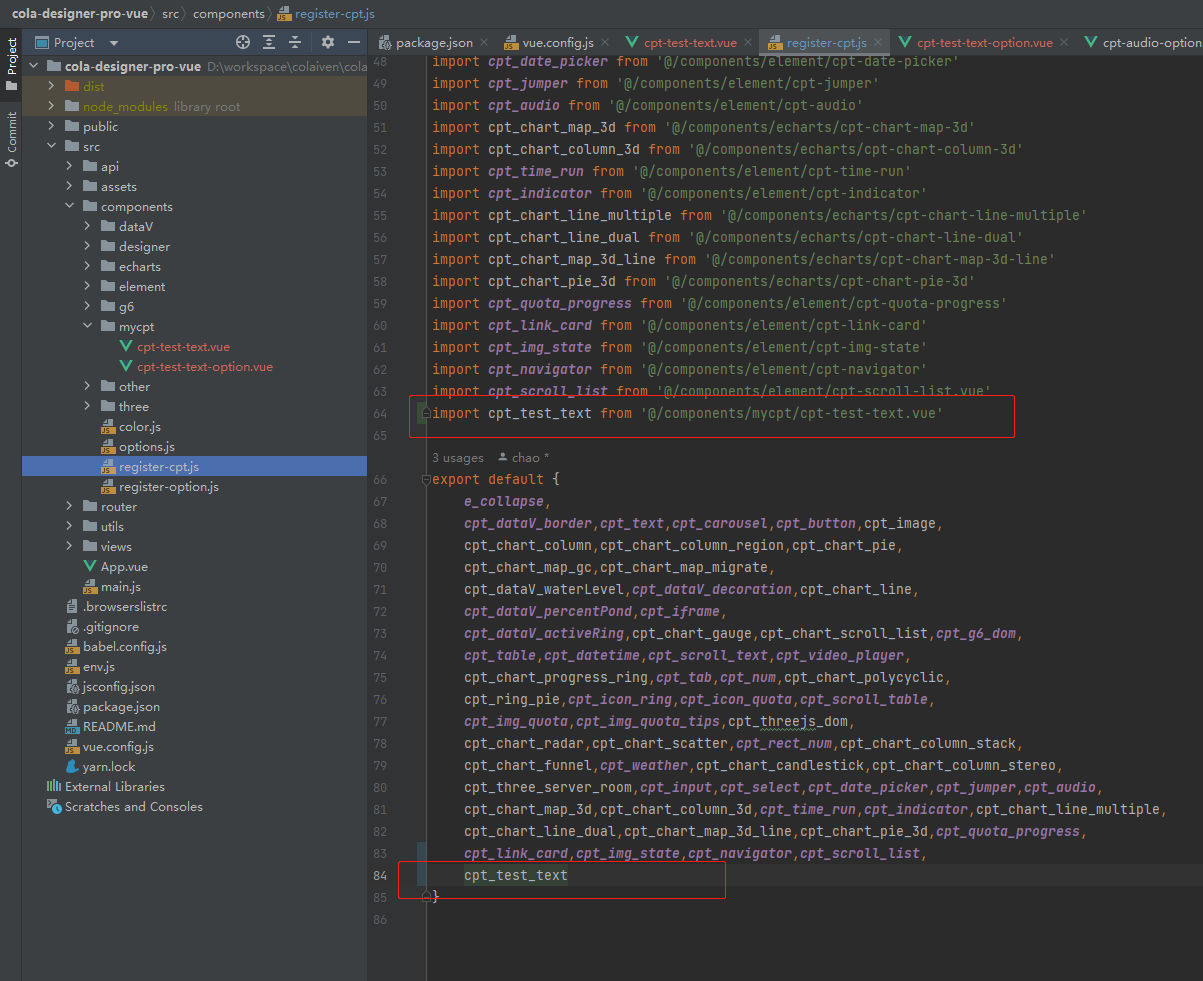 cola-designer-pro-vue src components register-cpt.js
Project
package.json vue.config.js cpt-test-text.vue register-cpt.js cpt-test-text-option.vue cpt-audio-option
Project
Commit
cola-designer-pro-vue D:\workspace\colaiven\cola
dist
node_modules library root
public
src
api
assets
components
dataV
designer
echarts
element
g6
mycpt
cpt-test-text.vue
cpt-test-text-option.vue
other
three
color.js
options.js
register-cpt.js
register-option.js
router
utils
views
App.vue
main.js
.browserslistrc
.gitignore
babel.config.js
env.js
jsconfig.json
package.json
README.md
vue.config.js
yarn.lock
External Libraries
Scratches and Consoles
48 import cpt_date_picker from '@/components/element/cpt-date-picker'
49 import cpt_jumper from '@/components/element/cpt-jumper'
50 import cpt_audio from '@/components/element/cpt-audio'
51 import cpt_chart_map_3d from '@/components/echarts/cpt-chart-map-3d'
52 import cpt_chart_column_3d from '@/components/echarts/cpt-chart-column-3d'
53 import cpt_time_run from '@/components/element/cpt-time-run'
54 import cpt_indicator from '@/components/element/cpt-indicator'
55 import cpt_chart_line_multiple from '@/components/echarts/cpt-chart-line-multiple'
56 import cpt_chart_line_dual from '@/components/echarts/cpt-chart-line-dual'
57 import cpt_chart_map_3d_line from '@/components/echarts/cpt-chart-map-3d-line'
58 import cpt_chart_pie_3d from '@/components/echarts/cpt-chart-pie-3d'
59 import cpt_quota_progress from '@/components/element/cpt-quota-progress'
60 import cpt_link_card from '@/components/element/cpt-link-card'
61 import cpt_img_state from '@/components/element/cpt-img-state'
62 import cpt_navigator from '@/components/element/cpt-navigator'
63 import cpt_scroll_list from '@/components/element/cpt-scroll-list.vue'
64 import cpt_test_text from '@/components/mycpt/cpt-test-text.vue'
65
3 usages chao *
66 export default {
67 e_collapse,
68 cpt_dataV_border,cpt_text,cpt_carousel,cpt_button,cpt_image,
69 cpt_chart_column,cpt_chart_column_region,cpt_chart_pie,
70 cpt_chart_map_gc,cpt_chart_map_migrate,
71 cpt_dataV_waterLevel,cpt_dataV_decoration,cpt_chart_line,
72 cpt_dataV_percentPond,cpt_iframe,
73 cpt_dataV_activeRing,cpt_chart_gauge,cpt_chart_scroll_list,cpt_g6_dom,
74 cpt_table,cpt_datetime,cpt_scroll_text,cpt_video_player,
75 cpt_chart_progress_ring,cpt_tab,cpt_num,cpt_chart_polycyclic,
76 cpt_ring_pie,cpt_icon_ring,cpt_icon_quota,cpt_scroll_table,
77 cpt_img_quota,cpt_img_quota_tips,cpt_threejs_dom,
78 cpt_chart_radar,cpt_chart_scatter,cpt_rect_num,cpt_chart_column_stack,
79 cpt_chart_funnel,cpt_weather,cpt_chart_candlestick,cpt_chart_column_stereo,
80 cpt_three_server_room,cpt_input,cpt_select,cpt_date_picker,cpt_jumper,cpt_audio,
81 cpt_chart_map_3d,cpt_chart_column_3d,cpt_time_run,cpt_indicator,cpt_chart_line_multiple,
82 cpt_chart_line_dual,cpt_chart_map_3d_line,cpt_chart_pie_3d,cpt_quota_progress,
83 cpt_link_card,cpt_img_state,cpt_navigator,cpt_scroll_list,
84 cpt_test_text
85 }
86